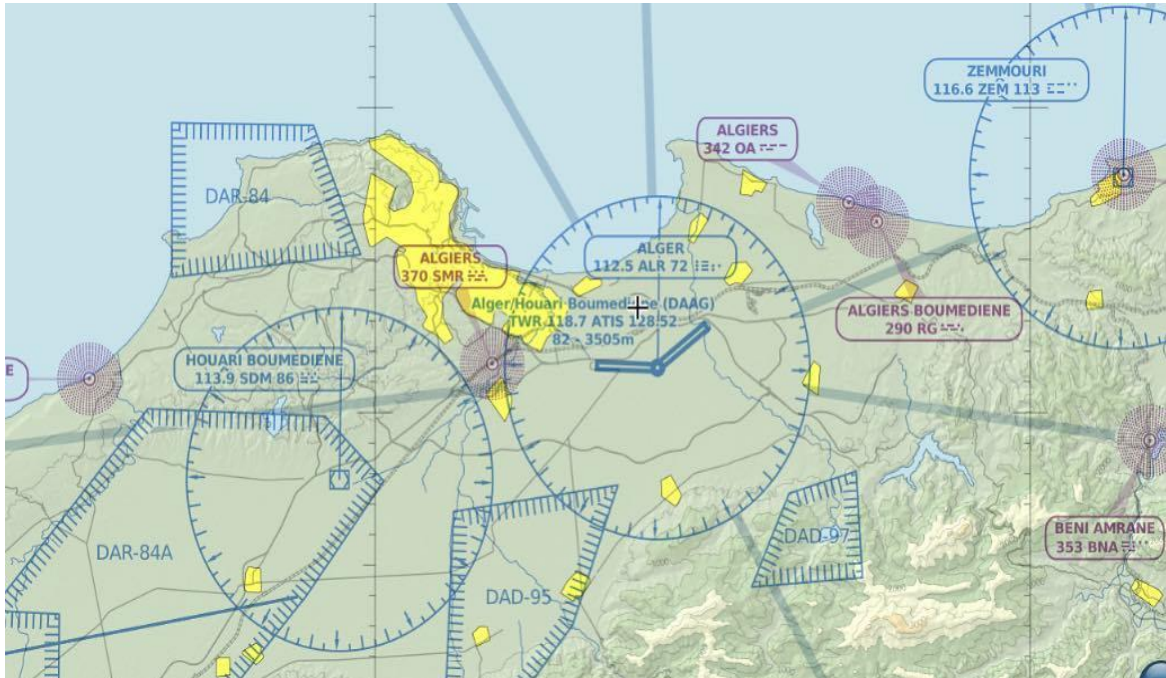 ZEMMOURI
116.6 ZEM 113
ALGIERS
342 OA
DAR-84
ALGIERS
370 SMR
ALGER
112.5 ALR 72
Alger/Houari Boumediene (DAAG)
TWR 118.7 ATIS 128.52
82 - 3505m
ALGIERS BOUMEDIENE
290 RG
HOUARI BOUMEDIENE
113.9 SDM 86
E
DAR-84A
DAD-95
DAD-97
BENI AMRANE
353 BNA